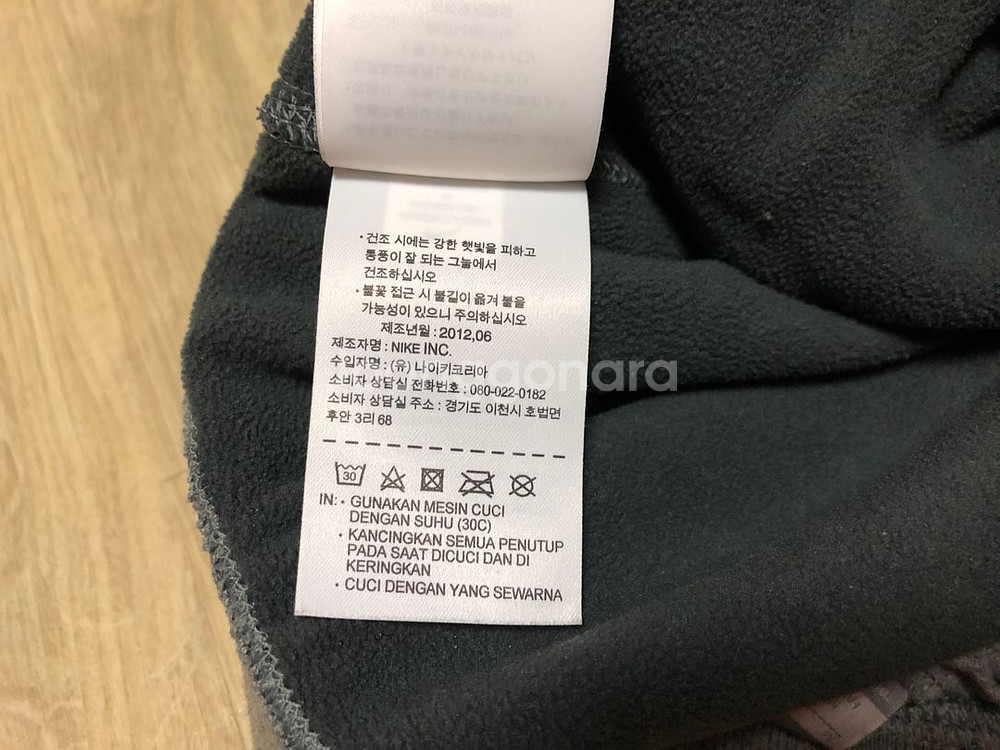 · 건조 시에는 강한 햇빛을 피하고
통풍이 잘 되는 그늘에서
건조하십시오
· 불꽃 접근 시 불길이 옮겨 붙을
가능성이 있으니 주의하십시오
제조년월 : 2012,06
제조자명 : NIKE INC.
수입자명 : (유) 나이키코리아
소비자 상담실 전화번호 : 080-022-0182
소비자 상담실 주소 : 경기도 이천시 호법면
후안 3리 68
30
IN: · GUNAKAN MESIN CUCI
DENGAN SUHU (30C)
· KANCINGKAN SEMUA PENUTUP
PADA SAAT DICUCI DAN DI
KERINGKAN
· CUCI DENGAN YANG SEWARNA